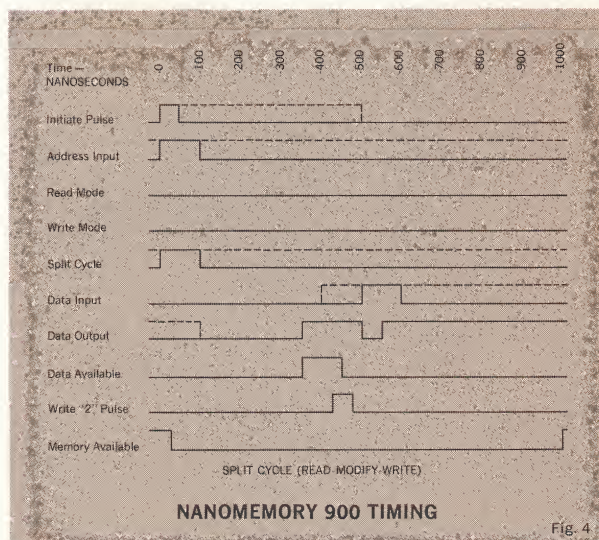 Time —
NANOSECONDS
0 100 200 300 400 500 600 700 800 900 1000
Initiate Pulse
Address Input
Read Mode
Write Mode
Split Cycle
Data Input
Data Output
Data Available
Write "2" Pulse
Memory Available
SPLIT CYCLE (READ-MODIFY-WRITE)
NANOMEMORY 900 TIMING
Fig. 4